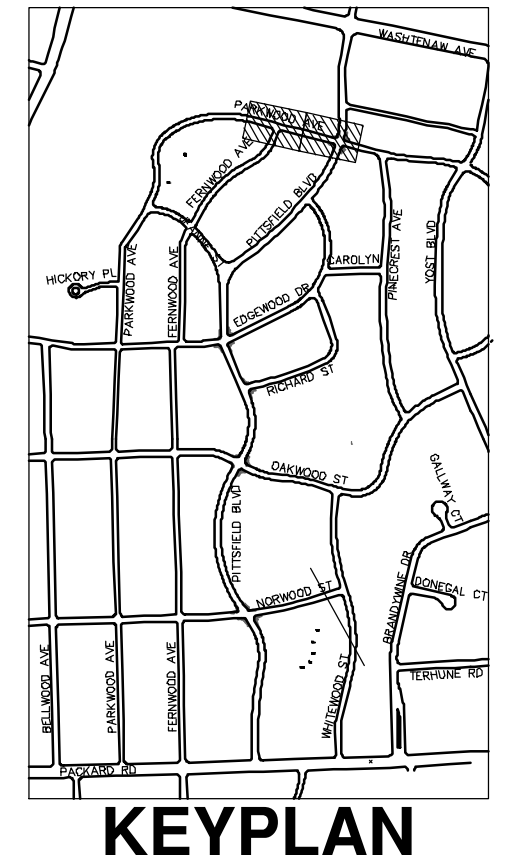 WASHTENAW AVE
PARKWOOD AVE
FERNWOOD AVE
PITTSFIELD BLVD
CAROLYN
PINECREST AVE
YOST BLVD
HICKORY PL
PARKWOOD AVE
FERNWOOD AVE
EDGEWOOD DR
RICHARD ST
OAKWOOD ST
GALLWAY CT
PITTSFIELD BLVD
BRANDYWINE DR
DONEGAL CT
NORWOOD ST
BELLWOOD AVE
PARKWOOD AVE
FERNWOOD AVE
WHITEWOOD ST
TERHUNE RD
PACKARD RD
KEYPLAN